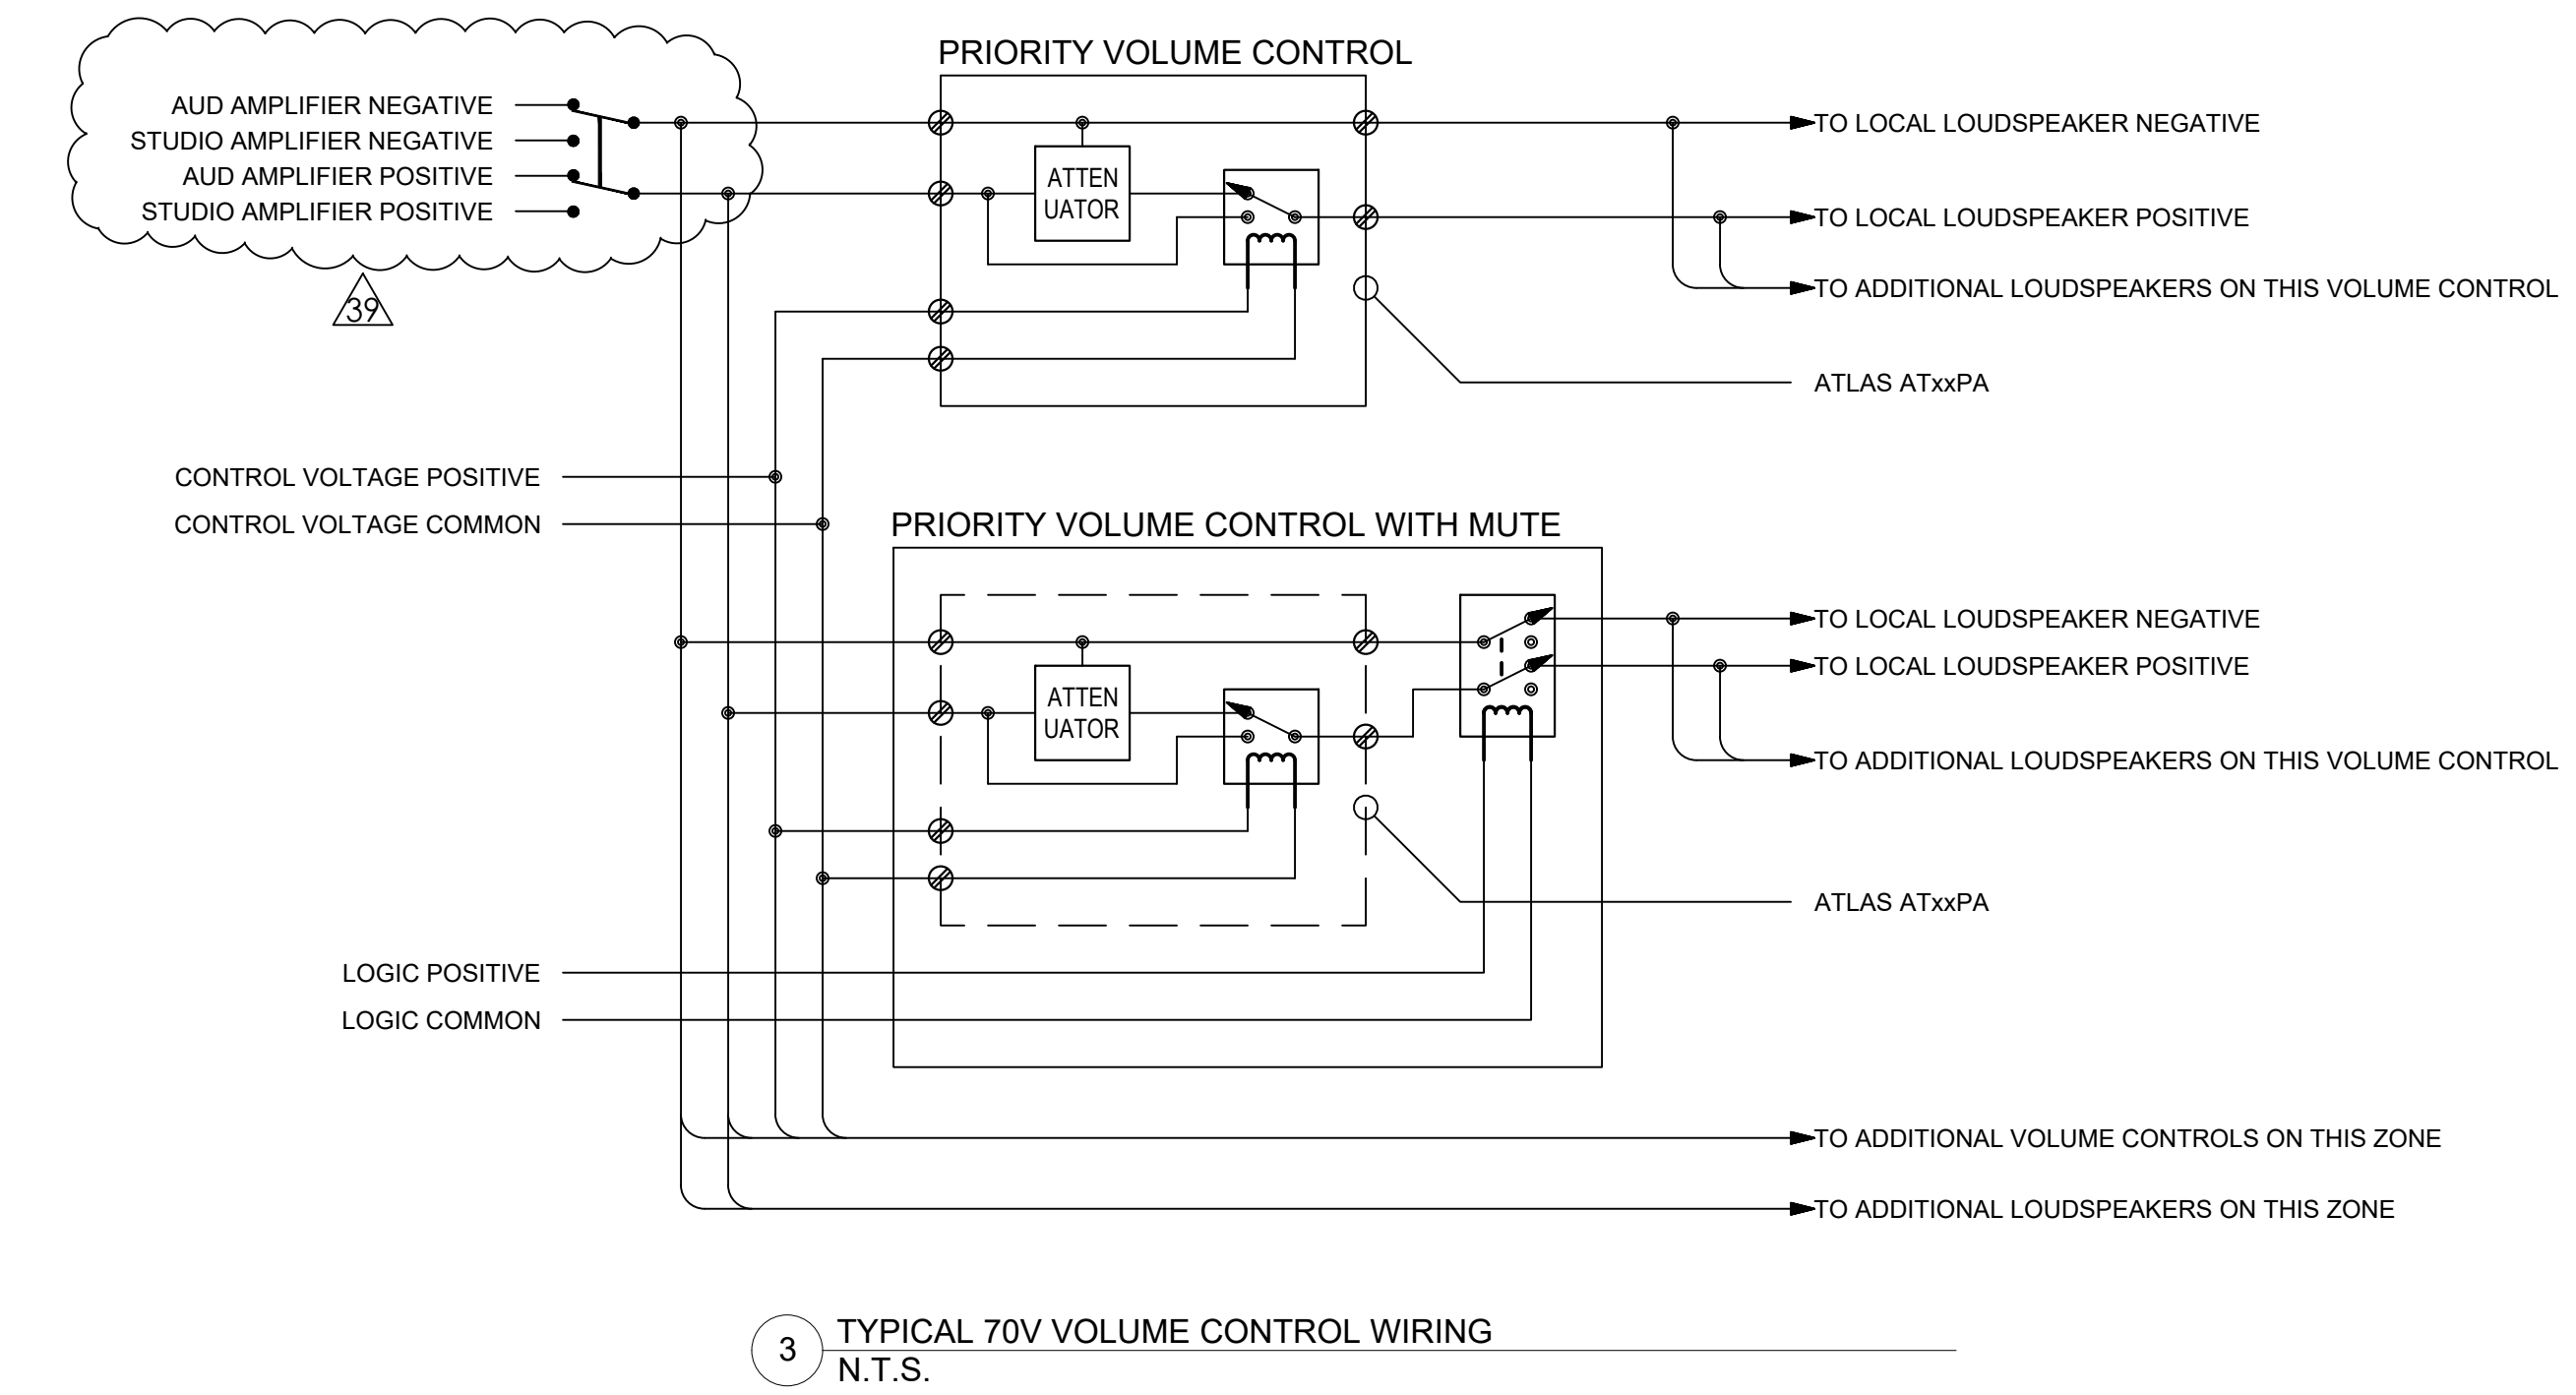 PRIORITY VOLUME CONTROL
AUD AMPLIFIER NEGATIVE
STUDIO AMPLIFIER NEGATIVE
AUD AMPLIFIER POSITIVE
STUDIO AMPLIFIER POSITIVE
39
ATTEN
UATOR
TO LOCAL LOUDSPEAKER NEGATIVE
TO LOCAL LOUDSPEAKER POSITIVE
TO ADDITIONAL LOUDSPEAKERS ON THIS VOLUME CONTROL
ATLAS ATxxPA
CONTROL VOLTAGE POSITIVE
CONTROL VOLTAGE COMMON
PRIORITY VOLUME CONTROL WITH MUTE
ATTEN
UATOR
TO LOCAL LOUDSPEAKER NEGATIVE
TO LOCAL LOUDSPEAKER POSITIVE
TO ADDITIONAL LOUDSPEAKERS ON THIS VOLUME CONTROL
ATLAS ATxxPA
LOGIC POSITIVE
LOGIC COMMON
TO ADDITIONAL VOLUME CONTROLS ON THIS ZONE
TO ADDITIONAL LOUDSPEAKERS ON THIS ZONE
3
TYPICAL 70V VOLUME CONTROL WIRING
N.T.S.